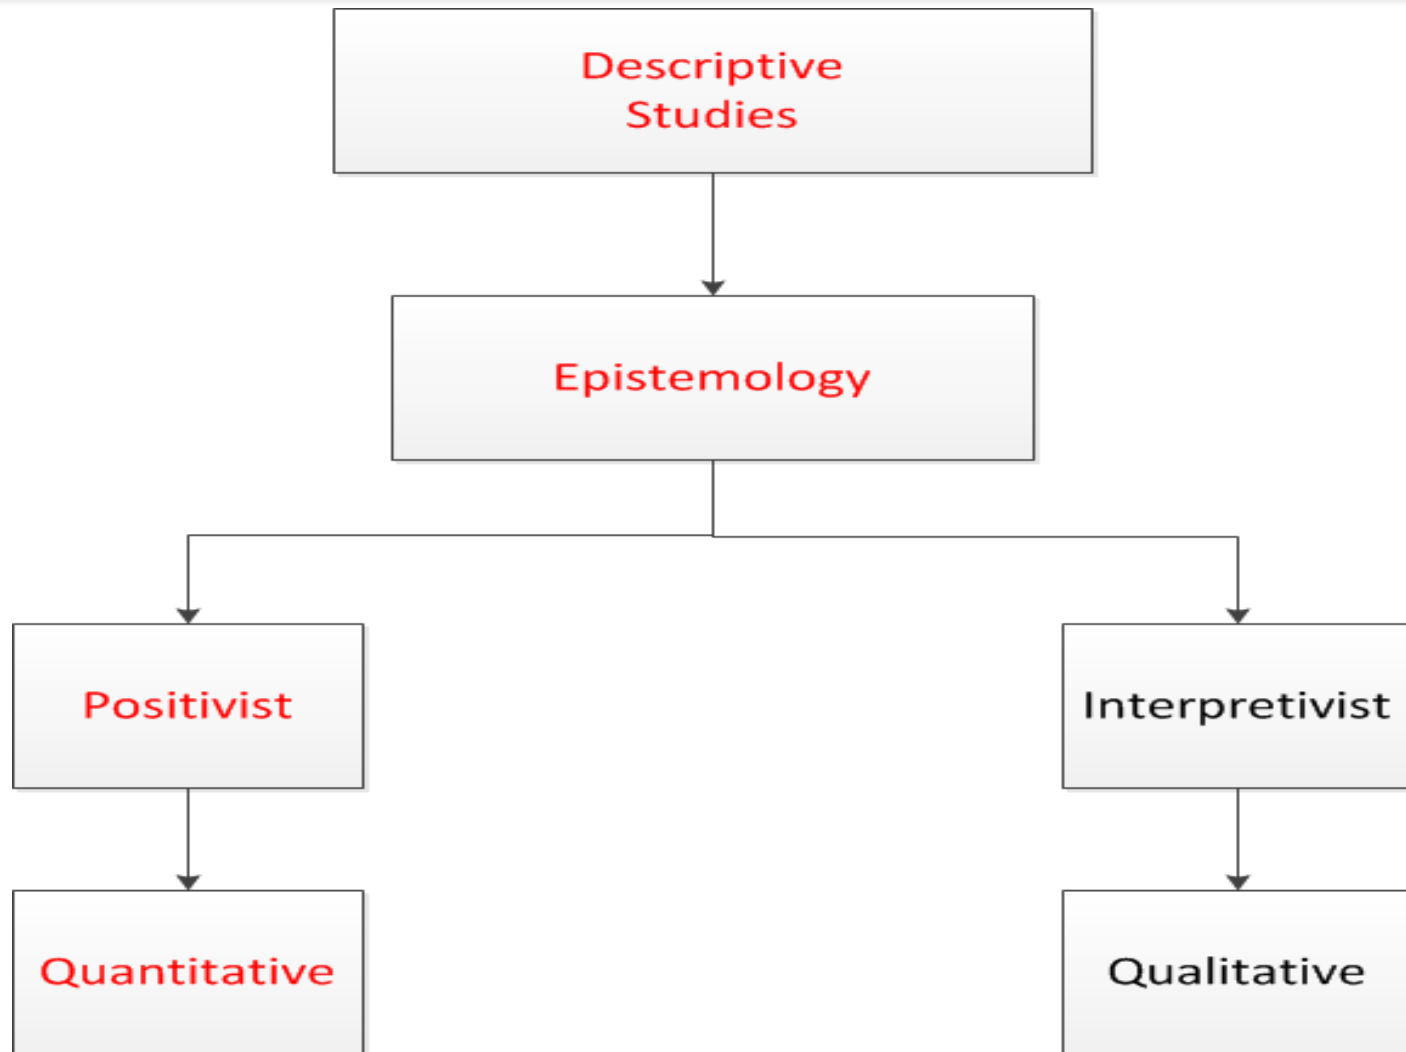 Descriptive
Studies
Epistemology
Positivist
Interpretivist
Quantitative
Qualitative